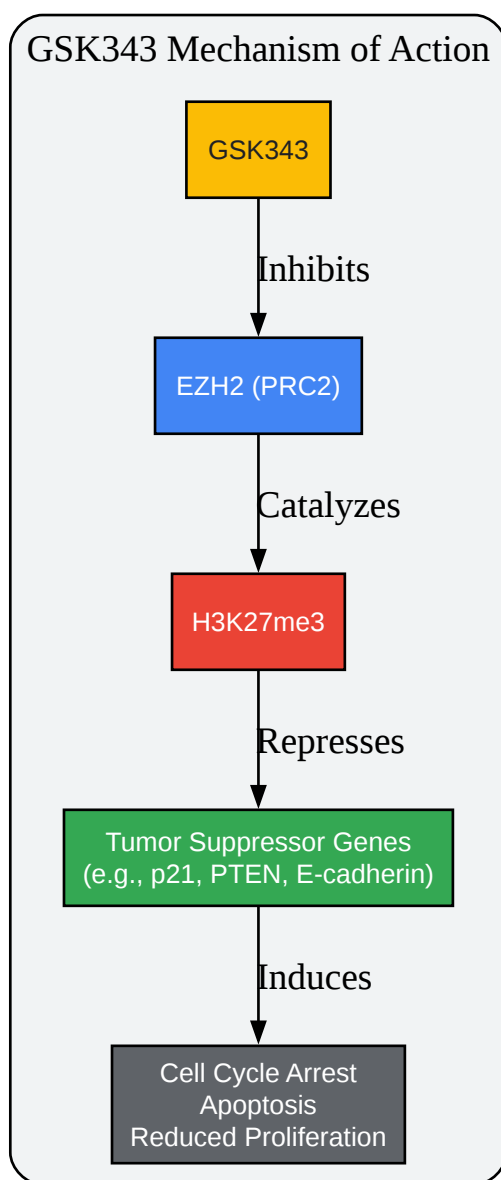 GSK343 Mechanism of Action
GSK343
Inhibits
EZH2 (PRC2)
Catalyzes
H3K27me3
Represses
Tumor Suppressor Genes
(e.g., p21, PTEN, E-cadherin)
Induces
Cell Cycle Arrest
Apoptosis
Reduced Proliferation